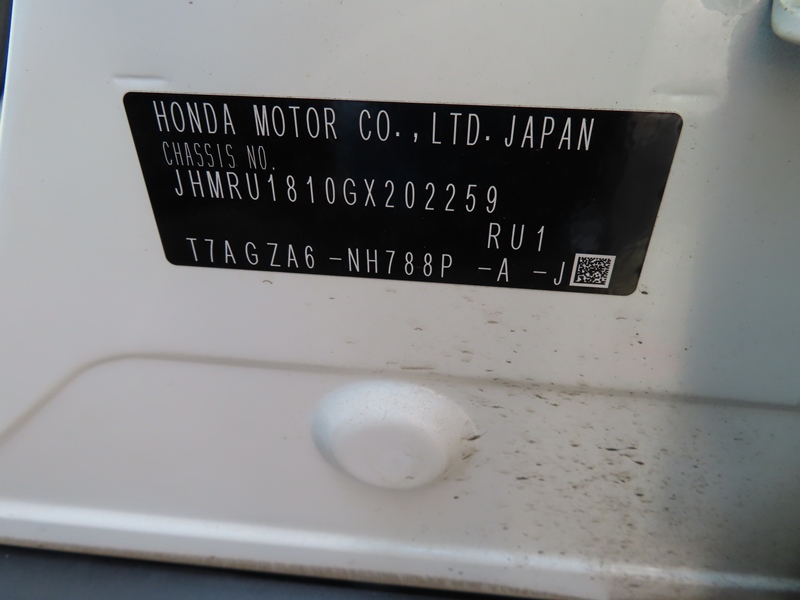 HONDA MOTOR CO.,LTD. JAPAN
CHASSIS NO.
JHMRU1810GX202259
RU1
T7AGZA6 -NH788P -A -J